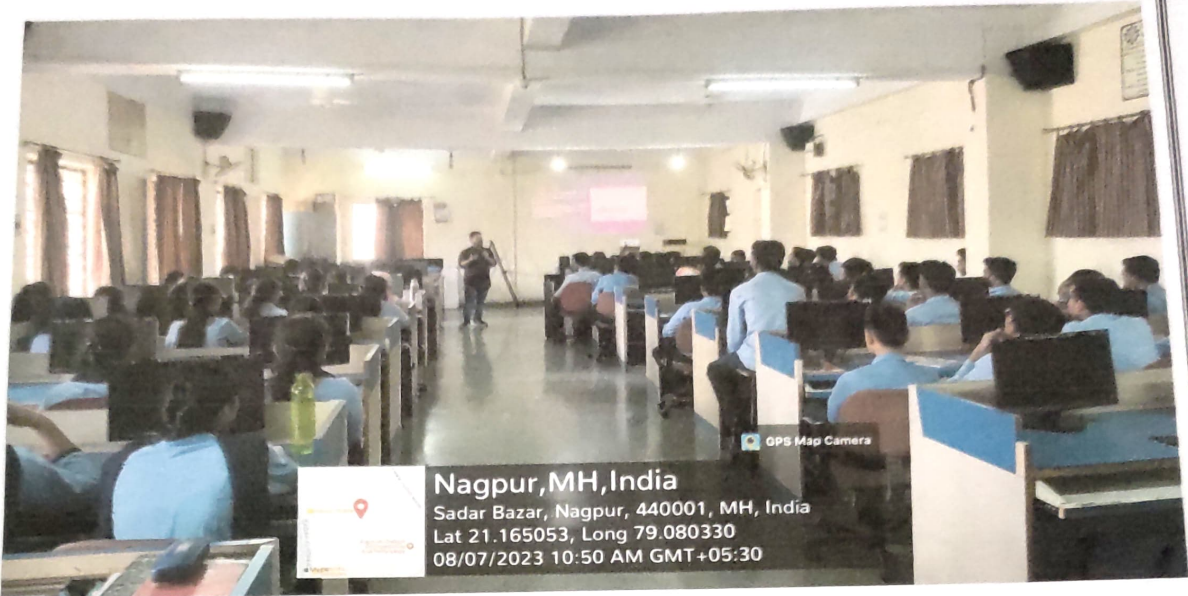 GPS Map Camera
Nagpur,MH,India
Sadar Bazar, Nagpur, 440001, MH, India
Lat 21.165053, Long 79.080330
08/07/2023 10:50 AM GMT+05:30